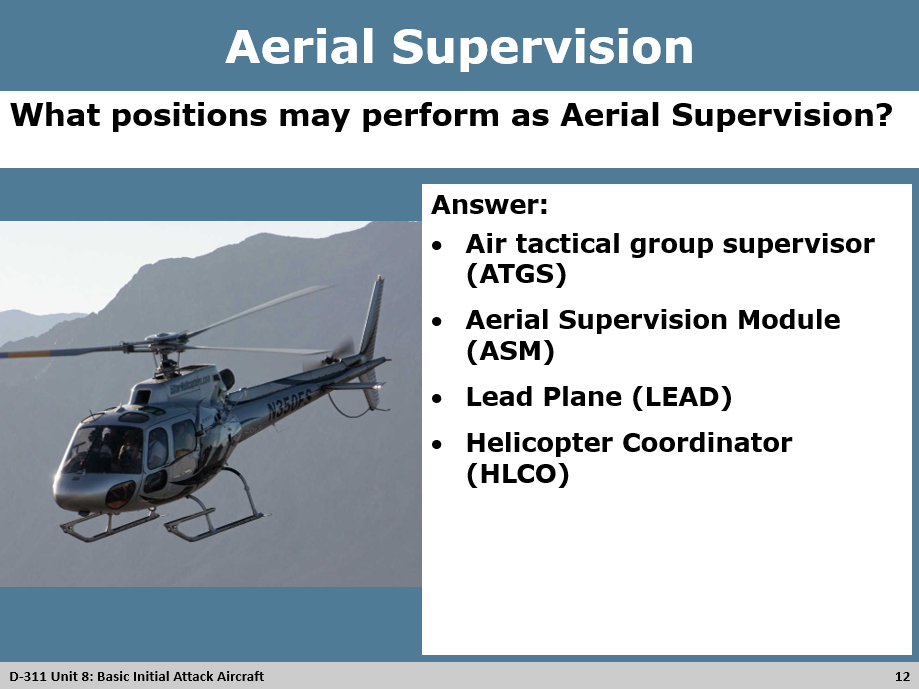 Aerial Supervision
What positions may perform as Aerial Supervision?
Answer:
• Air tactical group supervisor
(ATGS)
• Aerial Supervision Module
(ASM)
• Lead Plane (LEAD)
• Helicopter Coordinator
(HLCO)
N350FS
D-311 Unit 8: Basic Initial Attack Aircraft
12